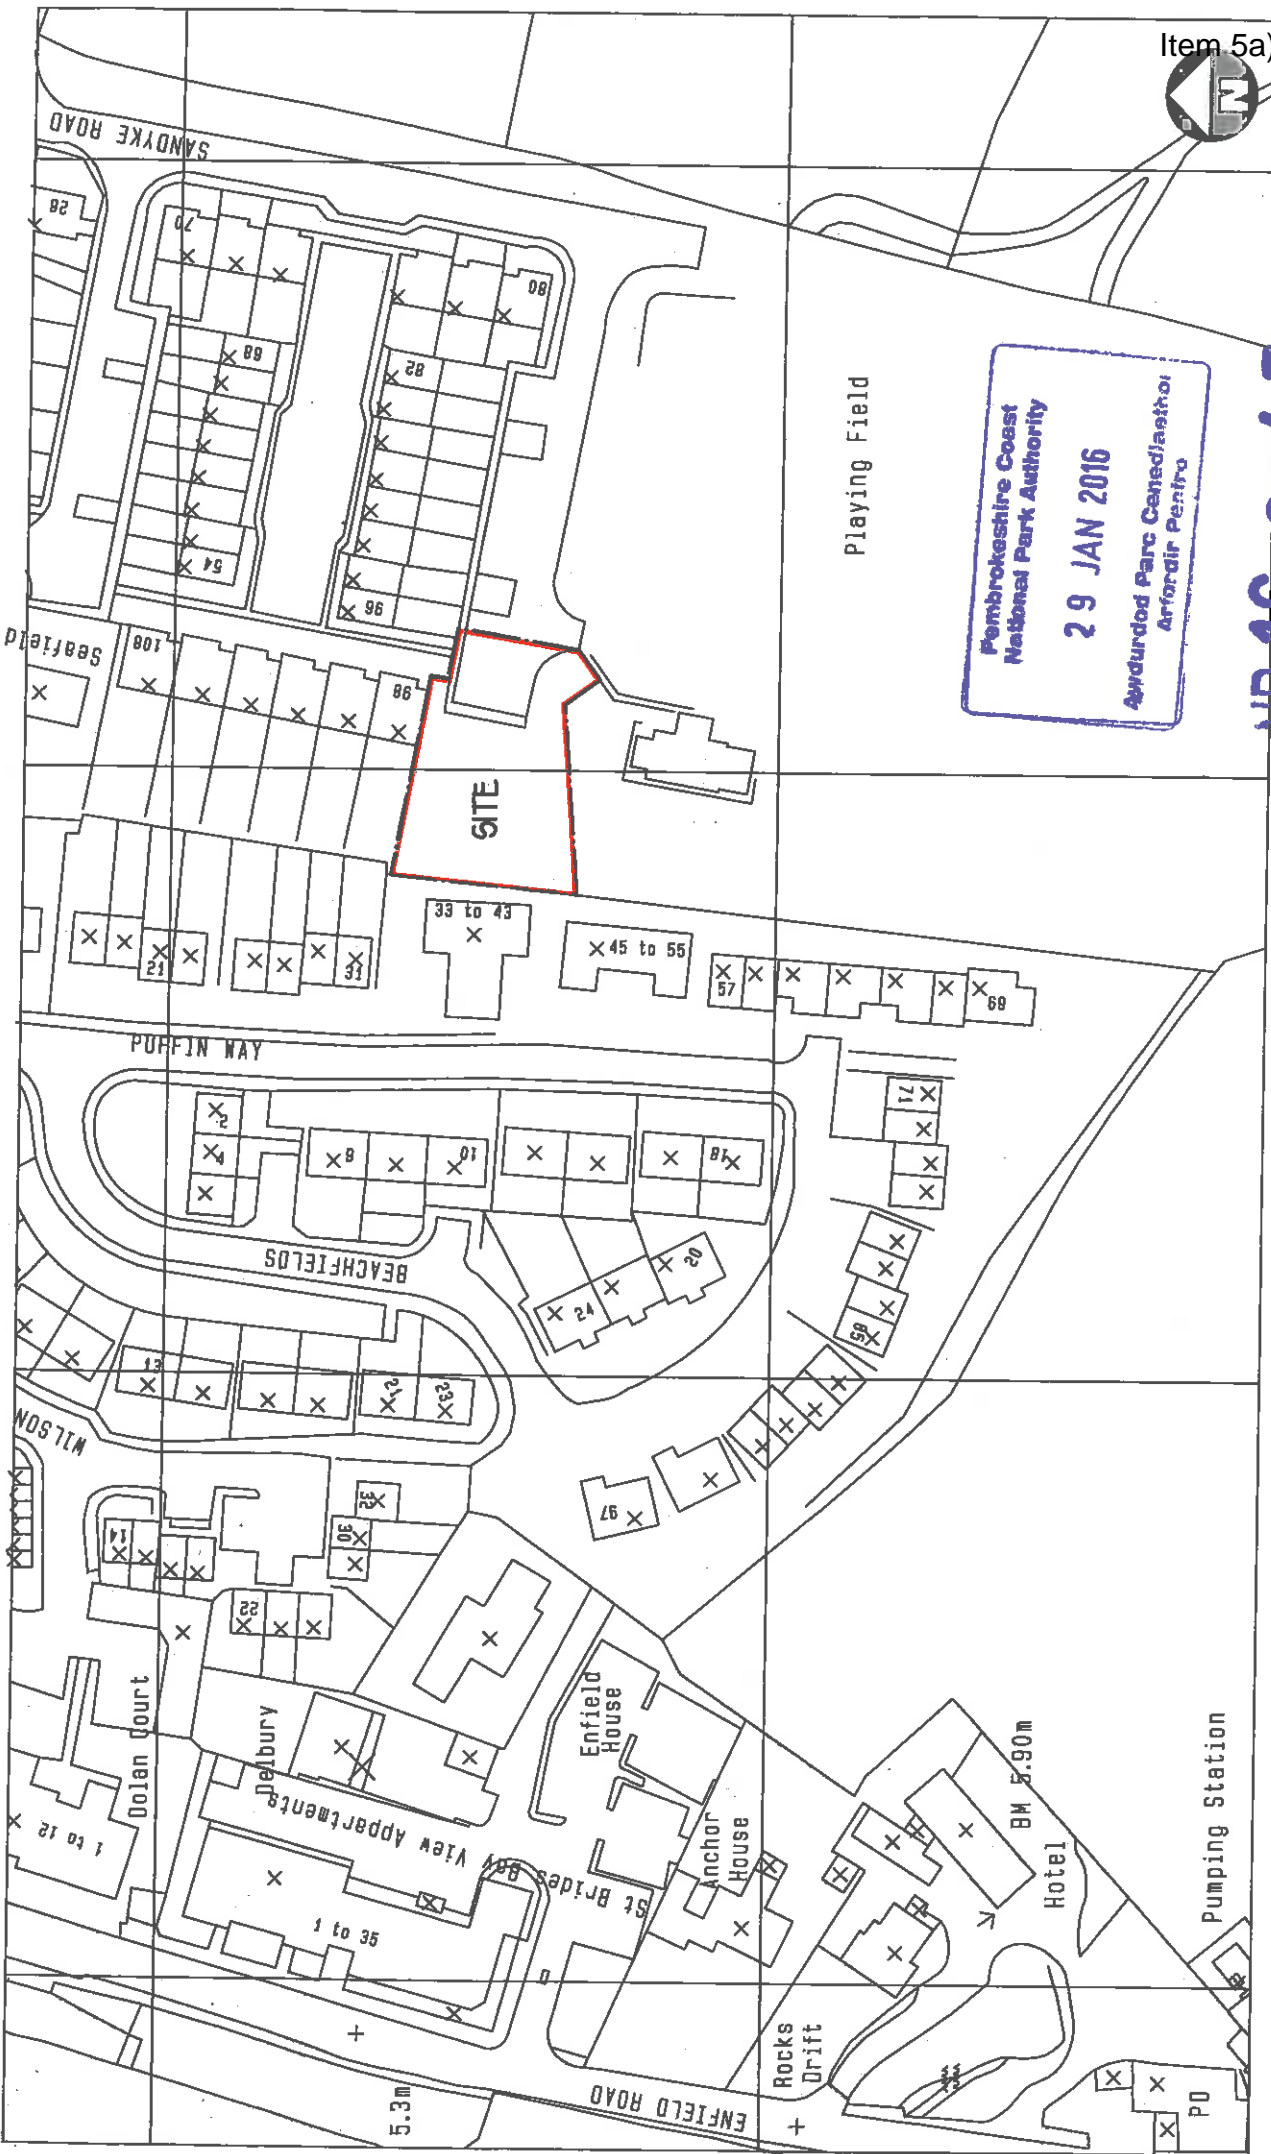 Item 5a)
N
SANDYKE ROAD
28
70
80
68
82
54
96
Seafield
108
98
Playing Field
Pembrokeshire Coast
National Park Authority
29 JAN 2016
Awdurdod Parc Cenedlaethol
Arfordir Penfro
SITE
33 to 43
45 to 55
21
31
57
69
PUFFIN WAY
71
2
4
8
10
18
BEACHFIELDS
24
20
85
13
21
23
WILSON
97
14
32
30
22
Dolan Court
Delbury
Enfield
House
1 to 12
St Brides Bay View Appartments
1 to 35
Anchor
House
BM 5.90m
Hotel
Pumping Station
Rocks
Drift
5.3m
ENFIELD ROAD
PO